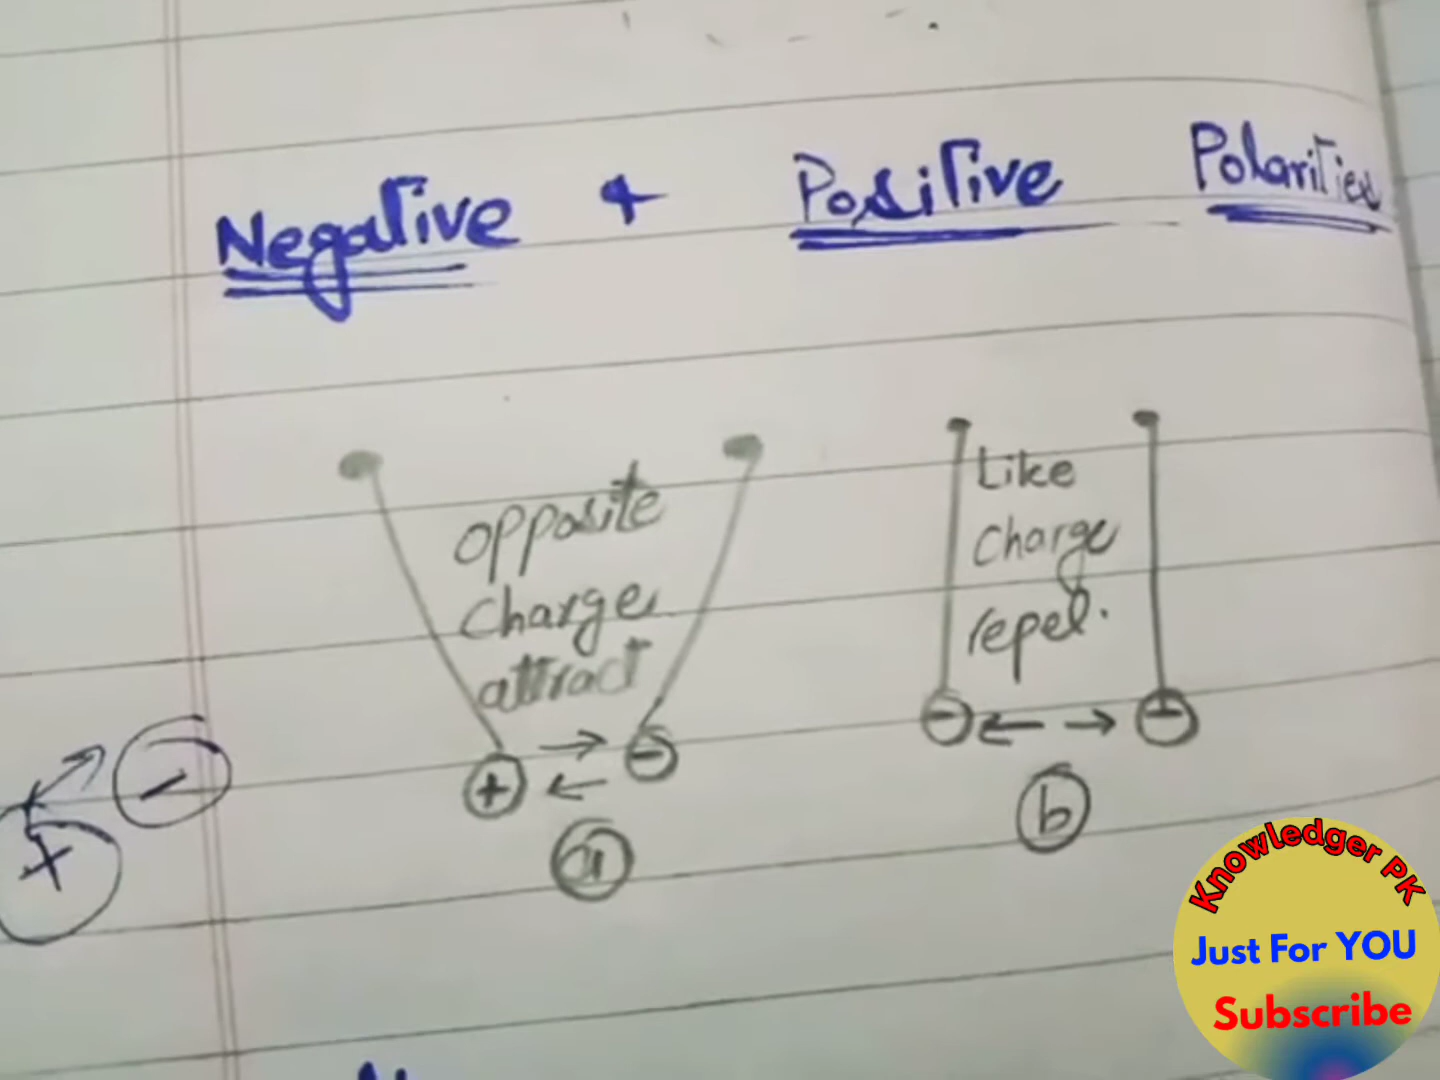 Negative & Positive Polarities
opposite
charge
attract
Like
charge
repel.
+
-
+
-
-
-
a
b
Knowledger PK
Just For YOU
Subscribe